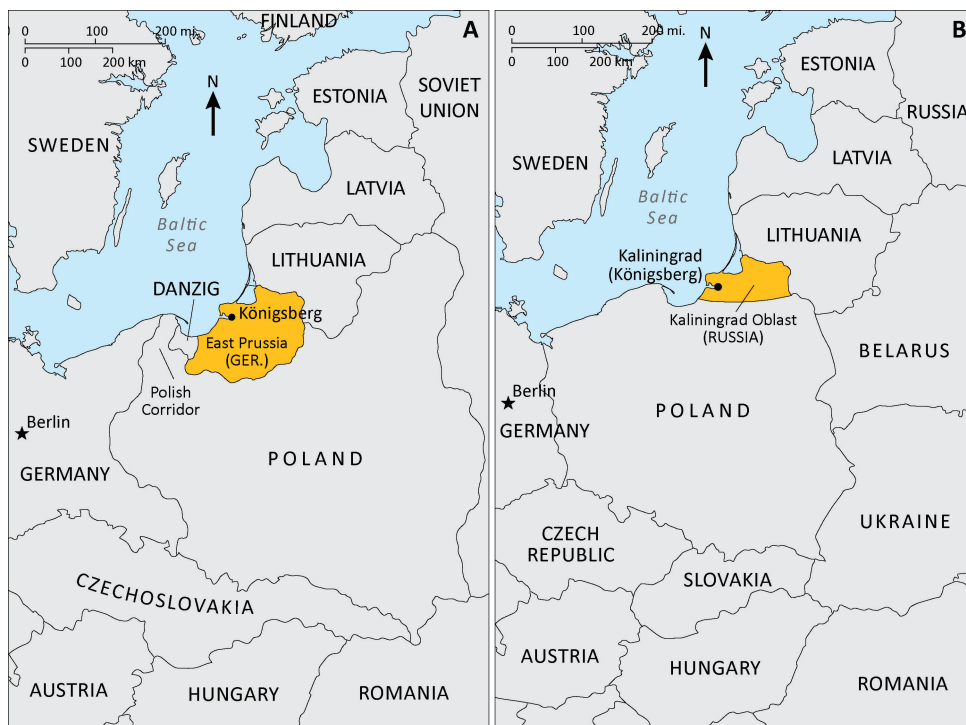 FINLAND
A
0 100 200 mi.
0 100 200 km
N
ESTONIA
SOVIET
UNION
SWEDEN
LATVIA
Baltic
Sea
LITHUANIA
DANZIG
Königsberg
East Prussia
(GER.)
Polish
Corridor
Berlin
POLAND
GERMANY
CZECHOSLOVAKIA
AUSTRIA
HUNGARY
ROMANIA
B
0 100 200 mi.
0 100 200 km
N
ESTONIA
RUSSIA
SWEDEN
LATVIA
Baltic
Sea
LITHUANIA
Kaliningrad
(Königsberg)
Kaliningrad Oblast
(RUSSIA)
BELARUS
Berlin
POLAND
GERMANY
UKRAINE
CZECH
REPUBLIC
SLOVAKIA
AUSTRIA
HUNGARY
ROMANIA